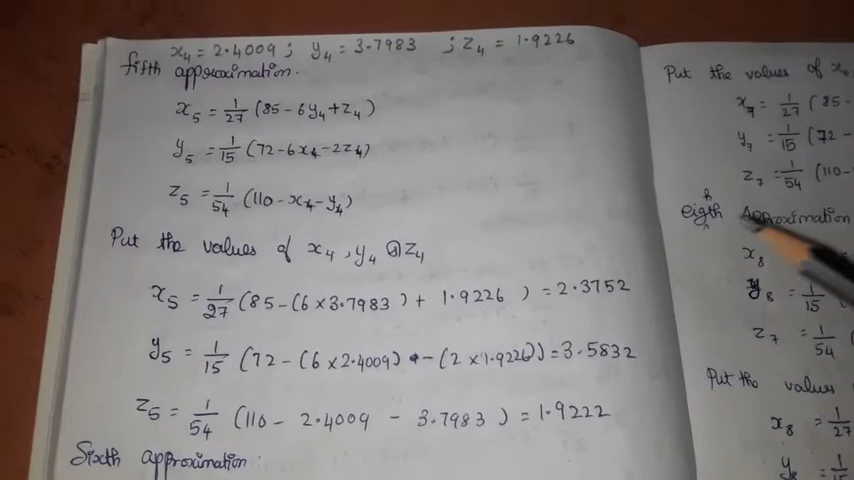 x₄ = 2.4009 ; y₄ = 3.7983 ; z₄ = 1.9226
fifth approximation.
x₅ = 1/27 (85 - 6y₄ + z₄)
y₅ = 1/15 (72 - 6x₄ - 2z₄)
z₅ = 1/54 (110 - x₄ - y₄)
Put the values of x₄ , y₄ & z₄
x₅ = 1/27 (85 - (6 × 3.7983) + 1.9226 ) = 2.3752
y₅ = 1/15 (72 - (6 × 2.4009) - (2 × 1.9226)) = 3.5832
z₅ = 1/54 (110 - 2.4009 - 3.7983 ) = 1.9222
Sixth approximation.
Put the values of x₆
x₇ = 1/27 (85 -
y₇ = 1/15 (72 -
z₇ = 1/54 (110 -
eigth Approximation
x₈
y₈ = 1/15
z₇ = 1/54
Put the values
x₈ = 1/27
y₈ = 1/15